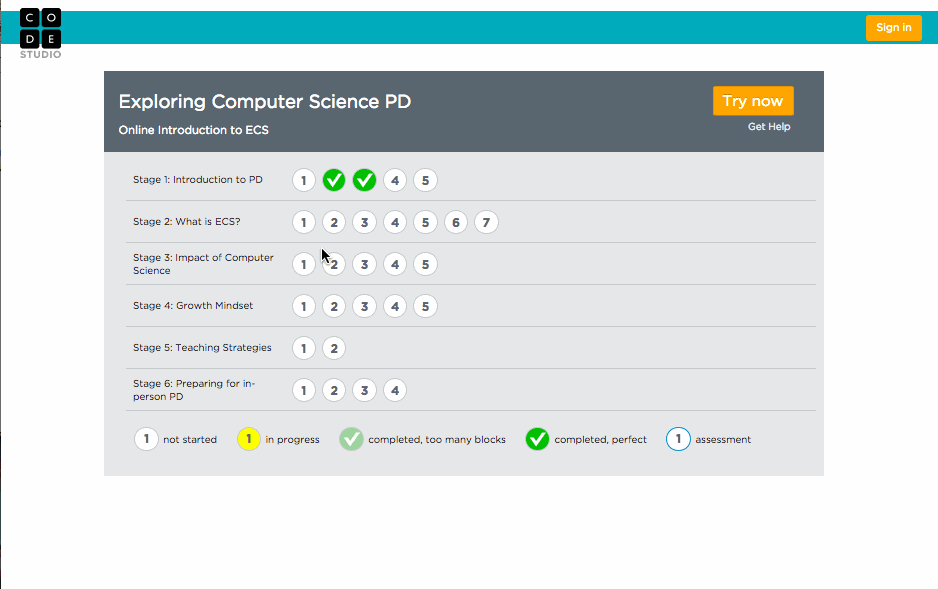 C O
D E
STUDIO
Sign in
Exploring Computer Science PD
Try now
Online Introduction to ECS
Get Help
Stage 1: Introduction to PD 1 4 5
Stage 2: What is ECS? 1 2 3 4 5 6 7
Stage 3: Impact of Computer
Science
1 2 3 4 5
Stage 4: Growth Mindset 1 2 3 4 5
Stage 5: Teaching Strategies 1 2
Stage 6: Preparing for in-
person PD
1 2 3 4
1 not started 1 in progress completed, too many blocks completed, perfect 1 assessment